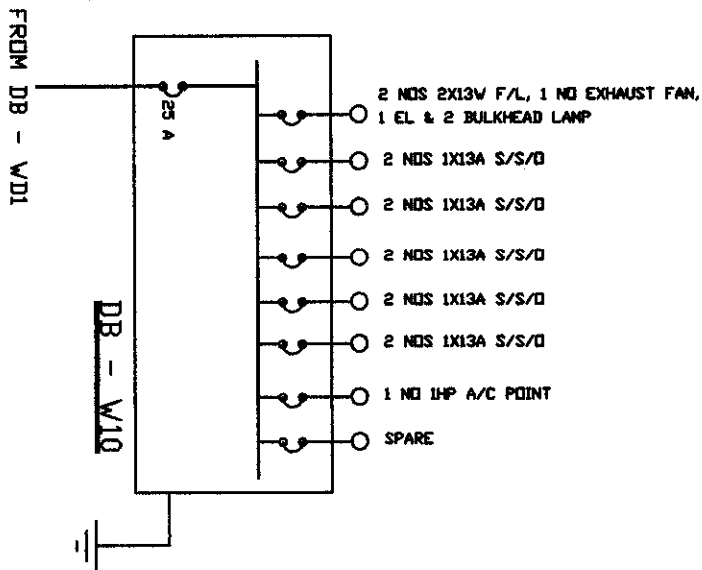 FROM DB - WD1
25 A
DB - W10
2 NOS 2X13W F/L, 1 NO EXHAUST FAN,
1 EL & 2 BULKHEAD LAMP
2 NOS 1X13A S/S/O
2 NOS 1X13A S/S/O
2 NOS 1X13A S/S/O
2 NOS 1X13A S/S/O
2 NOS 1X13A S/S/O
1 NO 1HP A/C POINT
SPARE